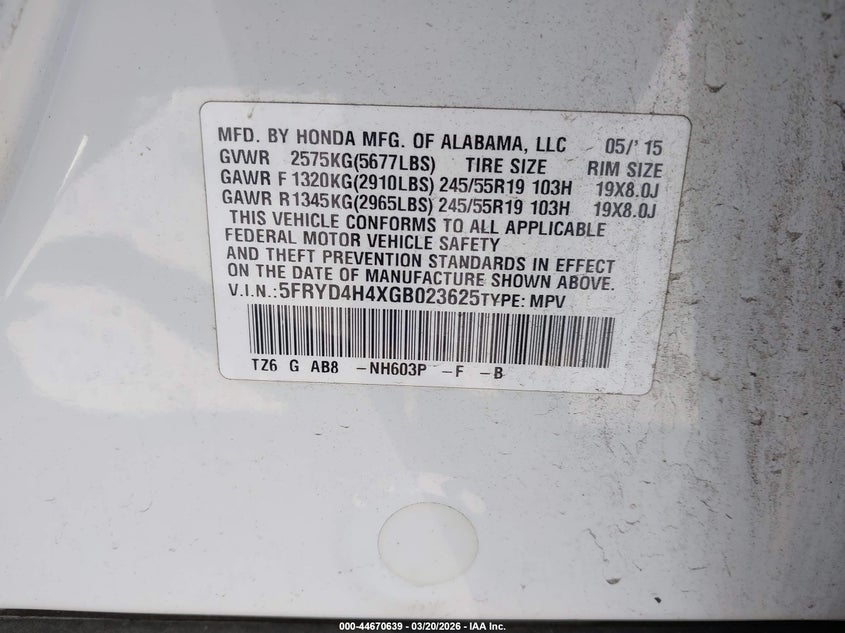 MFD. BY HONDA MFG. OF ALABAMA, LLC 05/' 15
GVWR 2575KG(5677LBS) TIRE SIZE RIM SIZE
GAWR F 1320KG(2910LBS) 245/55R19 103H 19X8.0J
GAWR R1345KG(2965LBS) 245/55R19 103H 19X8.0J
THIS VEHICLE CONFORMS TO ALL APPLICABLE
FEDERAL MOTOR VEHICLE SAFETY
AND THEFT PREVENTION STANDARDS IN EFFECT
ON THE DATE OF MANUFACTURE SHOWN ABOVE.
V.I.N.:5FRYD4H4XGB023625TYPE: MPV
TZ6 G AB8 -NH603P -F -B
000-44670639 - 03/20/2026 - IAA Inc.